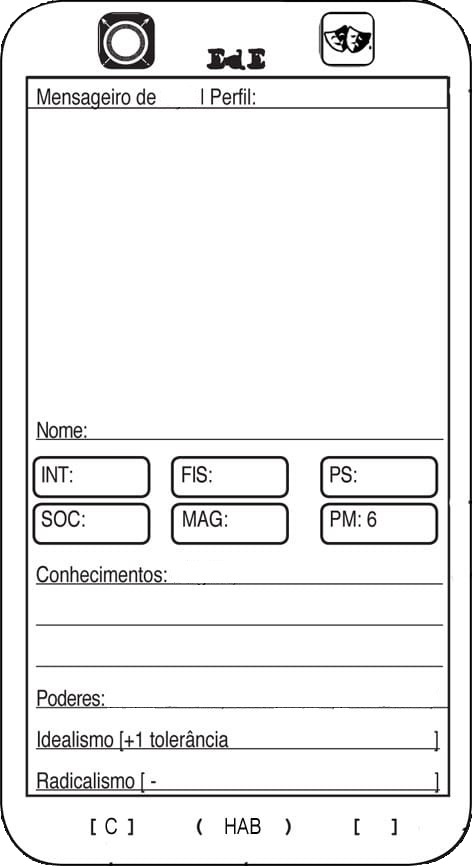 EdE
Mensageiro de | Perfil:
Nome:
INT: FIS: PS:
SOC: MAG: PM: 6
Conhecimentos:
Poderes:
Idealismo [+1 tolerância ]
Radicalismo [ - ]
[ C ] ( HAB ) [ ]